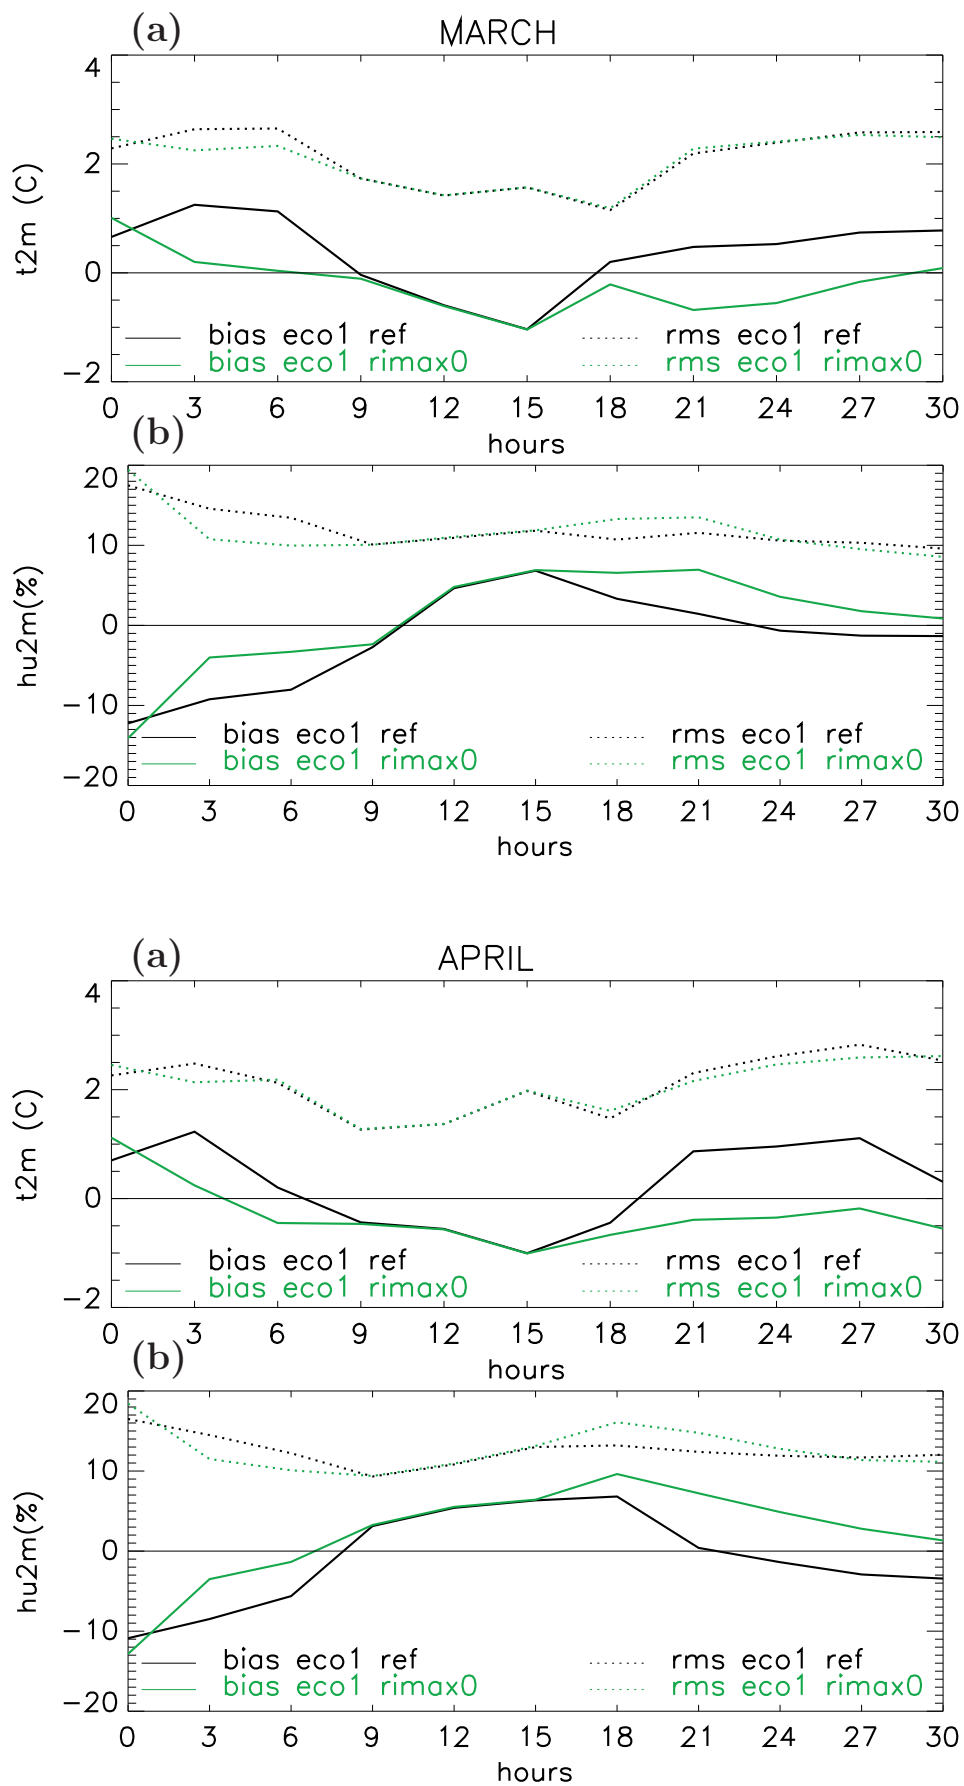 (a) MARCH
4
2
0
-2
t2m (C)
bias eco1 ref rms eco1 ref
bias eco1 rimax0 rms eco1 rimax0
0 3 6 9 12 15 18 21 24 27 30
hours
(b)
20
10
0
-10
-20
hu2m(%)
bias eco1 ref rms eco1 ref
bias eco1 rimax0 rms eco1 rimax0
0 3 6 9 12 15 18 21 24 27 30
hours
(a) APRIL
4
2
0
-2
t2m (C)
bias eco1 ref rms eco1 ref
bias eco1 rimax0 rms eco1 rimax0
0 3 6 9 12 15 18 21 24 27 30
hours
(b)
20
10
0
-10
-20
hu2m(%)
bias eco1 ref rms eco1 ref
bias eco1 rimax0 rms eco1 rimax0
0 3 6 9 12 15 18 21 24 27 30
hours